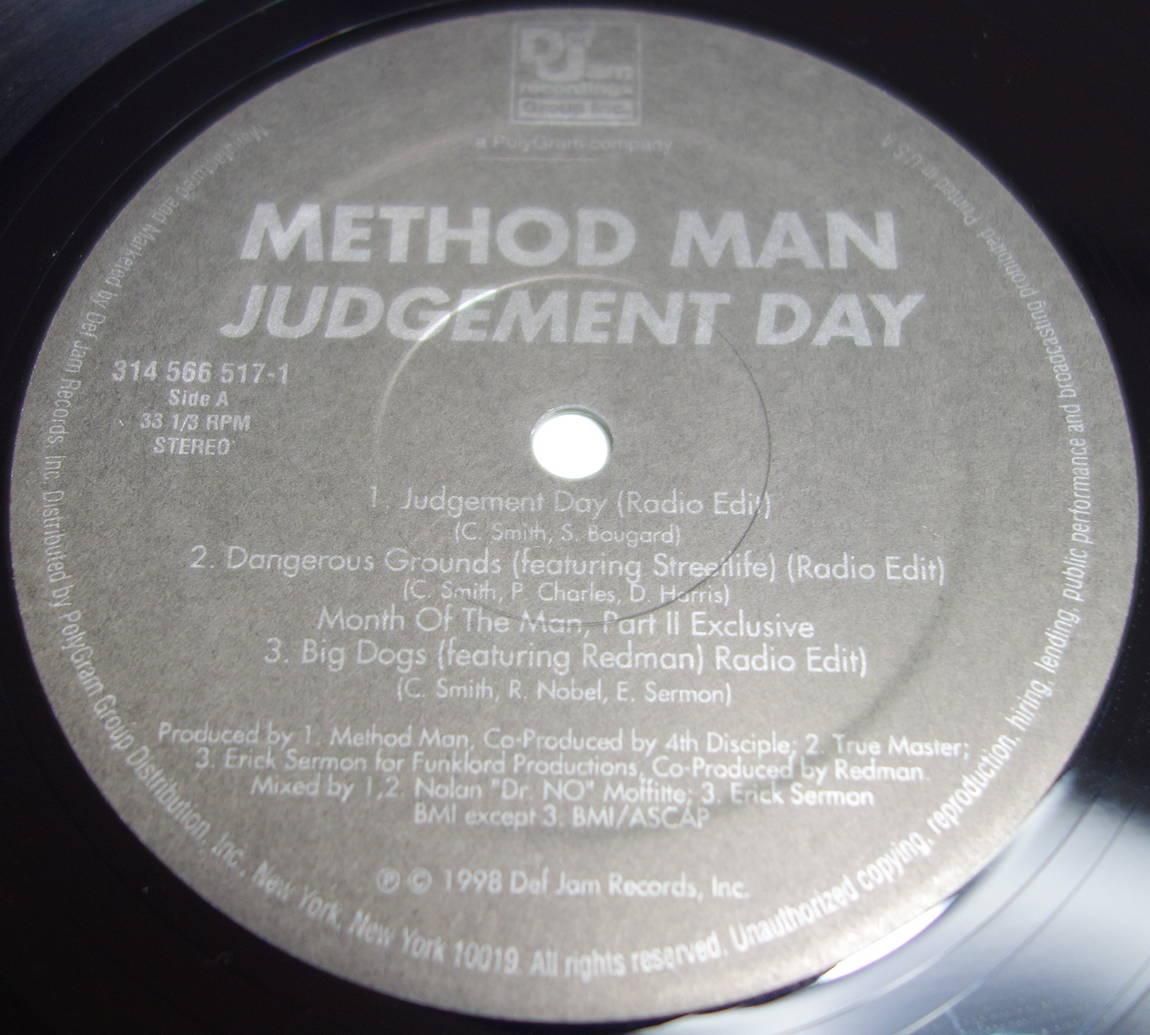 Def
Jam
recordings
Group Inc.
a PolyGram company
METHOD MAN
JUDGEMENT DAY
314 566 517-1
Side A
33 1/3 RPM
STEREO
1. Judgement Day (Radio Edit)
(C. Smith, S. Bougard)
2. Dangerous Grounds (featuring Streetlife) (Radio Edit)
(C. Smith, P. Charles, D. Harris)
Month Of The Man, Part II Exclusive
3. Big Dogs (featuring Redman) Radio Edit)
(C. Smith, R. Nobel, E. Sermon)
Produced by 1. Method Man, Co-Produced by 4th Disciple; 2. True Master;
3. Erick Sermon for Funklord Productions, Co-Produced by Redman.
Mixed by 1,2. Nolan "Dr. NO" Moffitte; 3. Erick Sermon
BMI except 3. BMI/ASCAP
℗ © 1998 Def Jam Records, Inc.
Manufactured and Marketed by Def Jam Records, Inc. Distributed by PolyGram Group Distribution, Inc., New York, New York 10019. All rights reserved. Unauthorized copying, reproduction, hiring, lending, public performance and broadcasting prohibited. Printed in U.S.A.